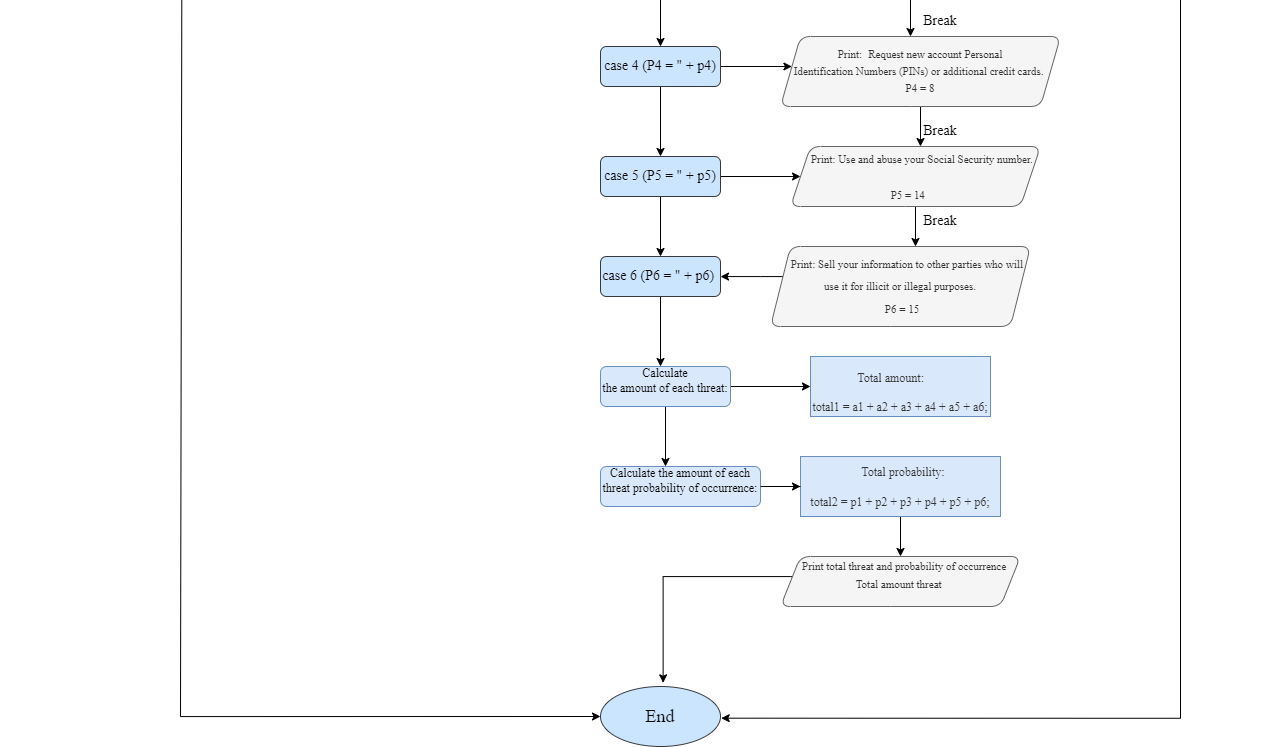 Break
case 4 (P4 = " + p4)
Print:  Request new account Personal
Identification Numbers (PINs) or additional credit cards.
P4 = 8
Break
case 5 (P5 = " + p5)
Print: Use and abuse your Social Security number.
P5 = 14
Break
case 6 (P6 = " + p6)
Print: Sell your information to other parties who will
use it for illicit or illegal purposes.
P6 = 15
Calculate
the amount of each threat:
Total amount:
total1 = a1 + a2 + a3 + a4 + a5 + a6;
Calculate the amount of each
threat probability of occurrence:
Total probability:
total2 = p1 + p2 + p3 + p4 + p5 + p6;
Print total threat and probability of occurrence
Total amount threat
End